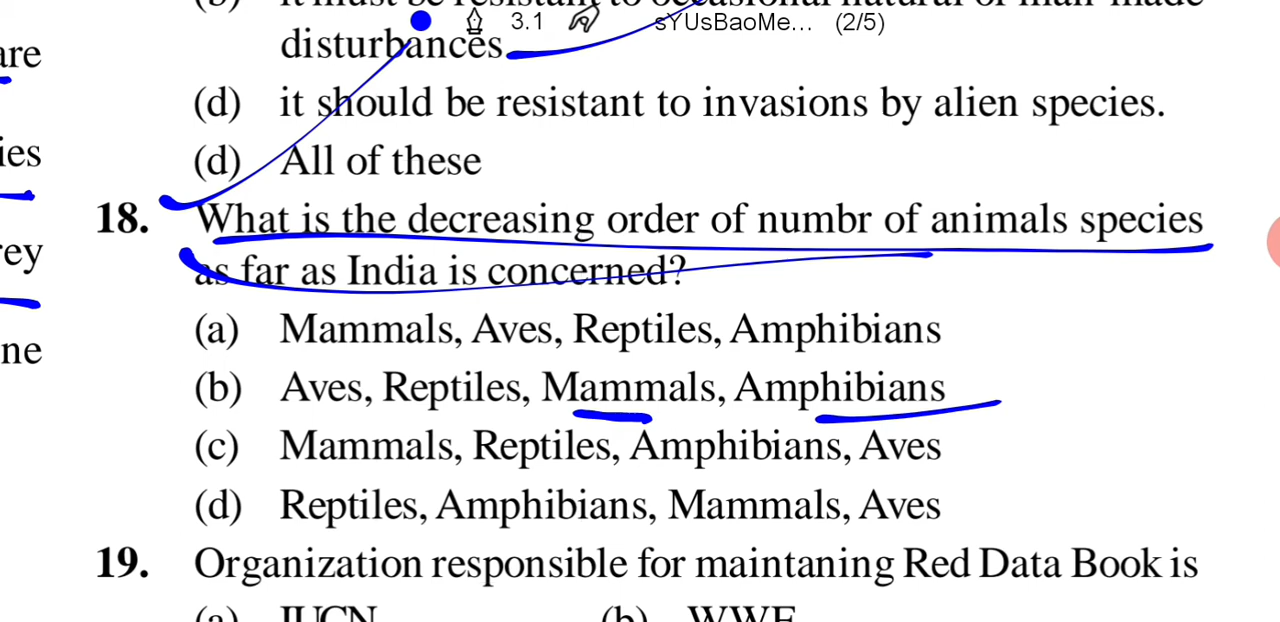 disturbances.
3.1 sYUsBaoMe... (2/5)
are
(d) it should be resistant to invasions by alien species.
ies
(d) All of these
18. What is the decreasing order of numbr of animals species
rey
as far as India is concerned?
(a) Mammals, Aves, Reptiles, Amphibians
ne
(b) Aves, Reptiles, Mammals, Amphibians
(c) Mammals, Reptiles, Amphibians, Aves
(d) Reptiles, Amphibians, Mammals, Aves
19. Organization responsible for maintaning Red Data Book is
(a) IUCN (b) WWF